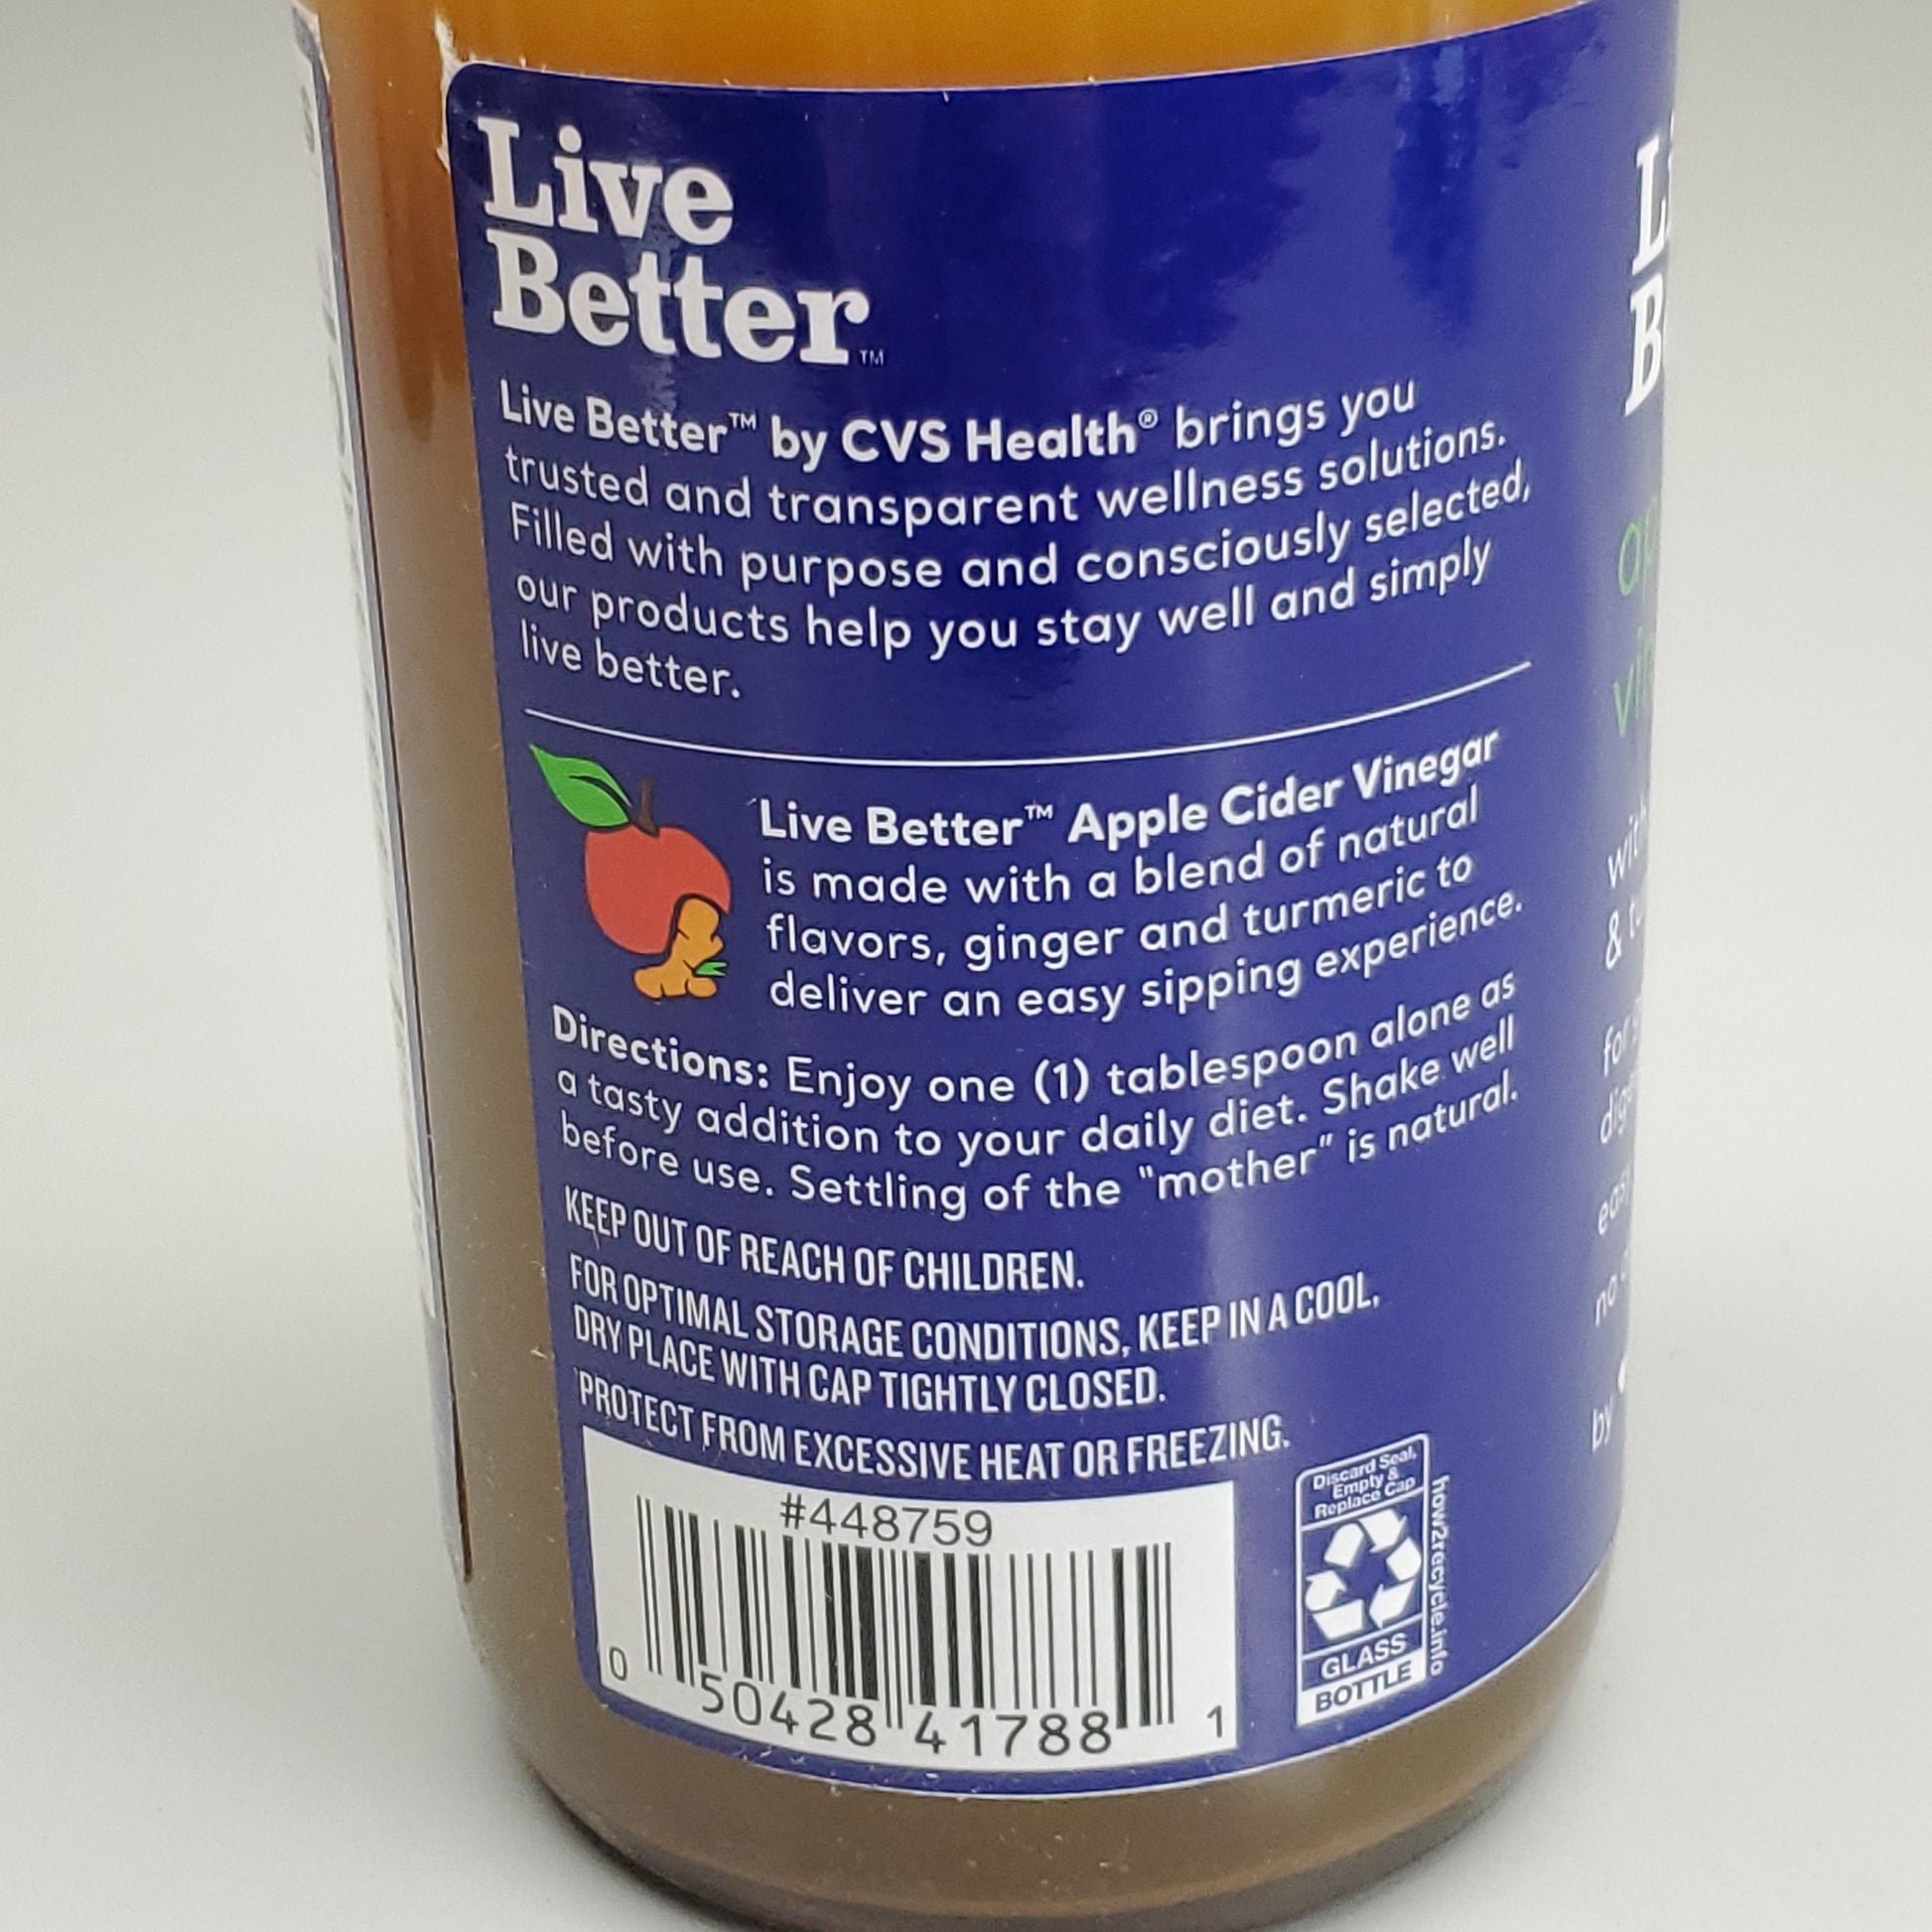 Live
Better™
Live Better™ by CVS Health® brings you
trusted and transparent wellness solutions.
Filled with purpose and consciously selected,
our products help you stay well and simply
live better.
Live Better™ Apple Cider Vinegar
is made with a blend of natural
flavors, ginger and turmeric to
deliver an easy sipping experience.
Directions: Enjoy one (1) tablespoon alone as
a tasty addition to your daily diet. Shake well
before use. Settling of the "mother" is natural.
KEEP OUT OF REACH OF CHILDREN.
FOR OPTIMAL STORAGE CONDITIONS, KEEP IN A COOL,
DRY PLACE WITH CAP TIGHTLY CLOSED.
PROTECT FROM EXCESSIVE HEAT OR FREEZING.
#448759
0 50428 41788 1
Discard Seal,
Empty &
Replace Cap
GLASS
BOTTLE
how2recycle.info
with
&
by